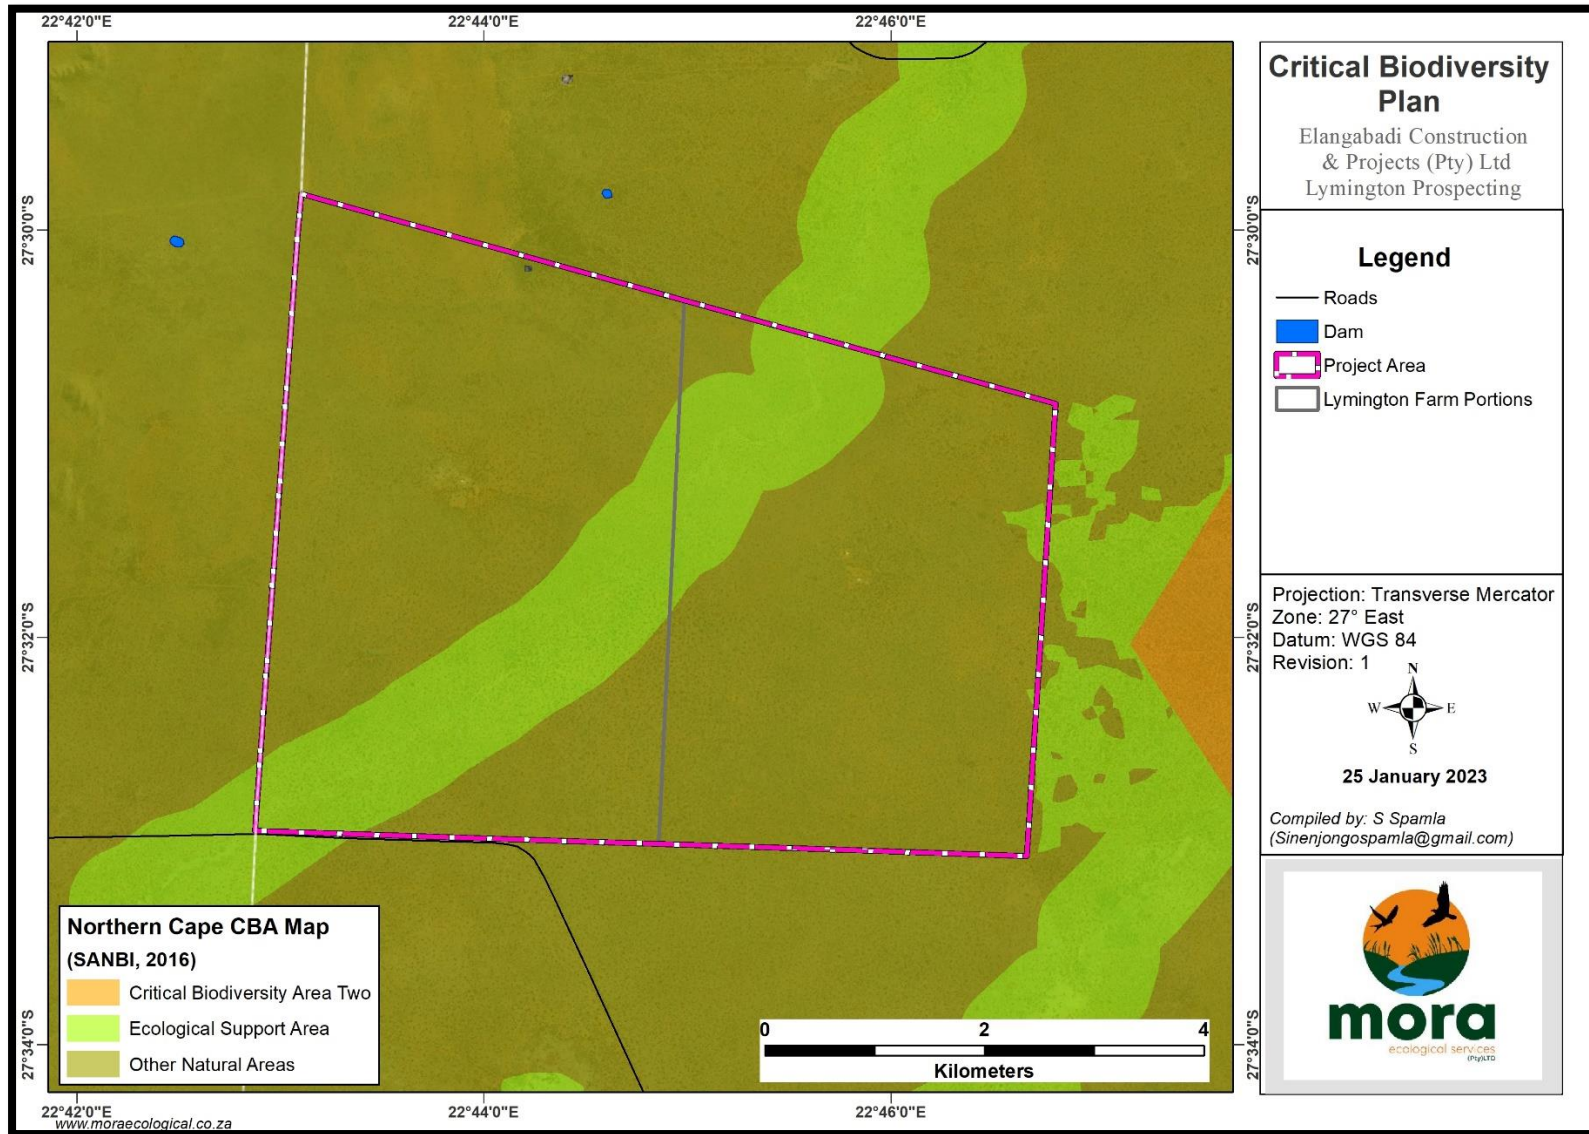 22°42'0"E
22°44'0"E
22°46'0"E
27°30'0"S
27°32'0"S
27°34'0"S
27°30'0"S
27°32'0"S
27°34'0"S
Northern Cape CBA Map
(SANBI, 2016)
Critical Biodiversity Area Two
Ecological Support Area
Other Natural Areas
0 2 4
Kilometers
22°42'0"E
22°44'0"E
22°46'0"E
www.moraecological.co.za
Critical Biodiversity
Plan
Elangabadi Construction
& Projects (Pty) Ltd
Lymington Prospecting
Legend
Roads
Dam
Project Area
Lymington Farm Portions
Projection: Transverse Mercator
Zone: 27° East
Datum: WGS 84
Revision: 1
N
W E
S
25 January 2023
Compiled by: S Spamla
(Sinenjongospamla@gmail.com)
mora
ecological services
(Pty)LTD